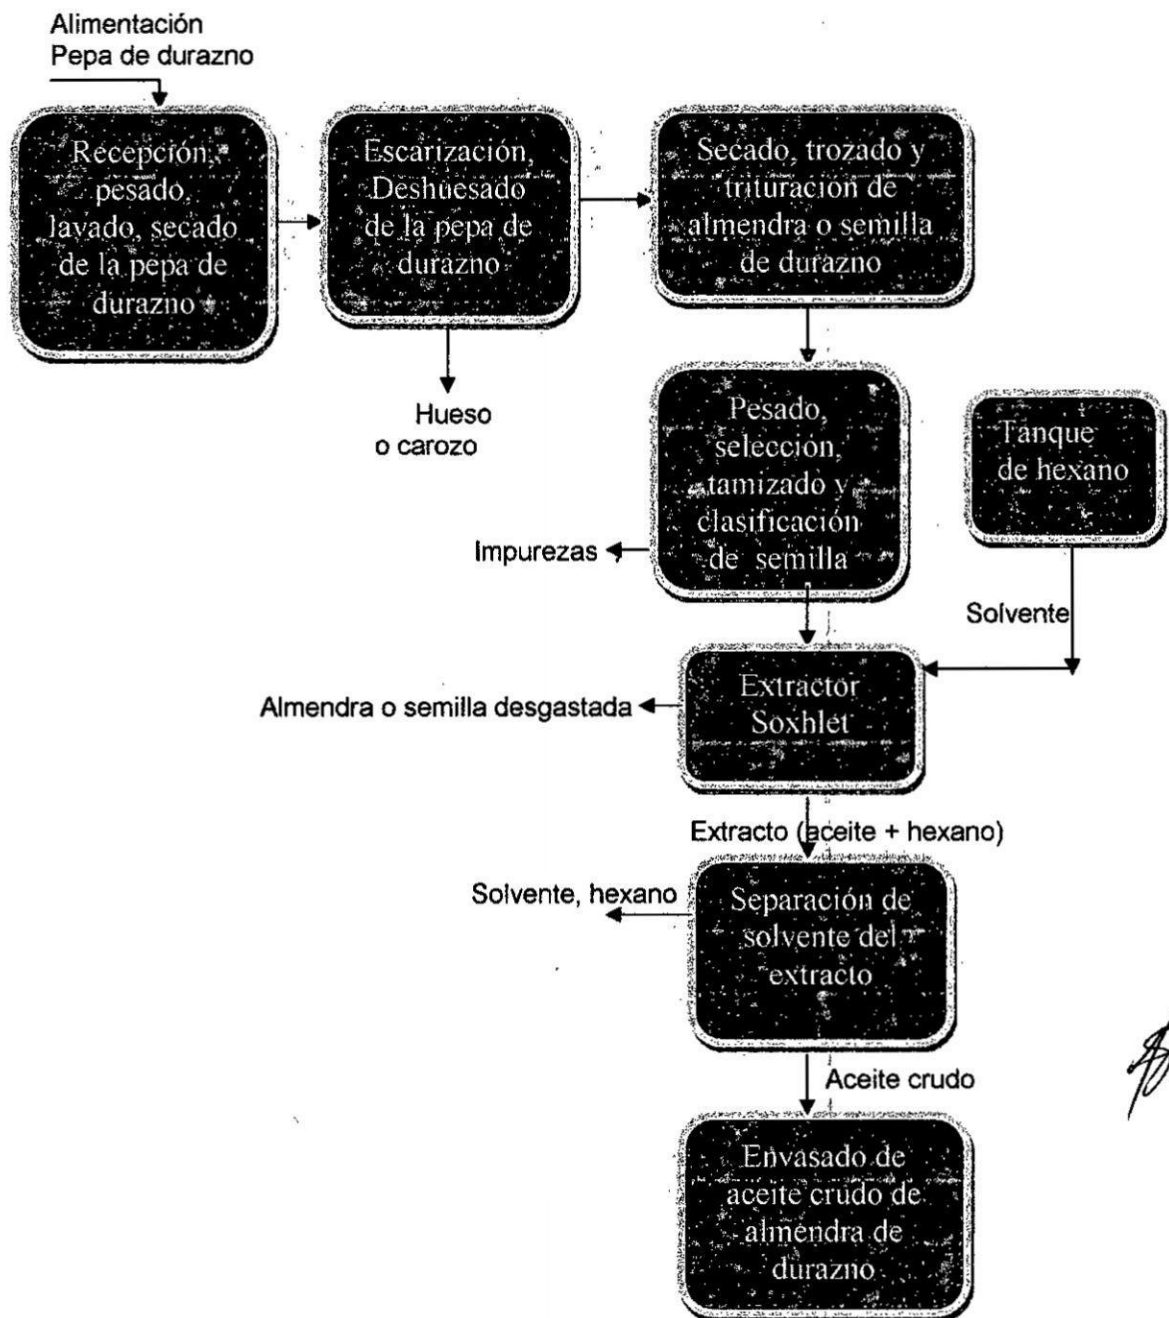 Alimentación
Pepa de durazno
Recepción,
pesado,
lavado, secado
de la pepa de
durazno
Escarización,
Deshuesado
de la pepa de
durazno
Secado, trozado y
trituración de
almendra o semilla
de durazno
Hueso
o carozo
Pesado,
selección,
tamizado y
clasificación
de semilla
Tanque
de hexano
Impurezas
Solvente
Extractor
Soxhlet
Almendra o semilla desgastada
Extracto (aceite + hexano)
Solvente, hexano
Separación de
solvente del
extracto
Aceite crudo
Envasado de
aceite crudo de
almendra de
durazno